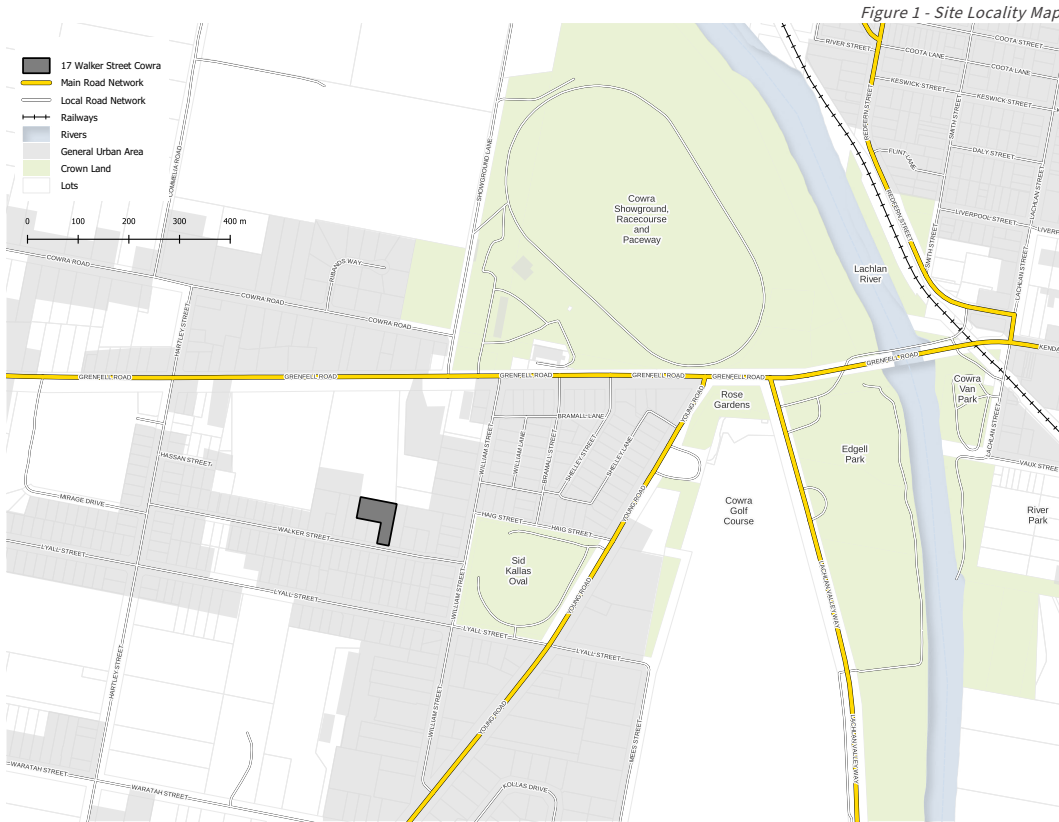 Figure 1 - Site Locality Map
17 Walker Street Cowra
Main Road Network
Local Road Network
Railways
Rivers
General Urban Area
Crown Land
Lots
0 100 200 300 400 m
RIVER STREET
COOTA STREET
COOTA LANE
COOTA LANE
KESWICK STREET
KESWICK STREET
REDFERN STREET
SMITH STREET
DALY STREET
FLINT LANE
LACHLAN STREET
REDFERN STREET
LIVERPOOL STREET
SMITH STREET
LACHLAN STREET
SHOWGROUND LANE
Cowra
Showground,
Racecourse
and
Paceway
Lachlan
River
COWRA ROAD
RIBANDS WAY
COWRA ROAD
COWRA ROAD
HARTLEY STREET
GRENFELL ROAD
GRENFELL ROAD
GRENFELL ROAD
GRENFELL ROAD
GRENFELL ROAD
GRENFELL ROAD
Rose
Gardens
Cowra
Van
Park
LACHLAN STREET
BRAMALL LANE
YOUNG ROAD
WILLIAM STREET
WILLIAM LANE
BRAMALL STREET
SHELLEY STREET
SHELLEY LANE
Edgell
Park
HASSAN STREET
MIRAGE DRIVE
WALKER STREET
HAIG STREET
HAIG STREET
YOUNG ROAD
Cowra
Golf
Course
River
Park
LYALL STREET
LYALL STREET
Sid
Kallas
Oval
WILLIAM STREET
YOUNG ROAD
LACHLAN VALLEY WAY
LYALL STREET
LYALL STREET
HARTLEY STREET
WILLIAM STREET
YOUNG ROAD
MEES STREET
LACHLAN VALLEY WAY
WARATAH STREET
WARATAH STREET
KOLLAS DRIVE